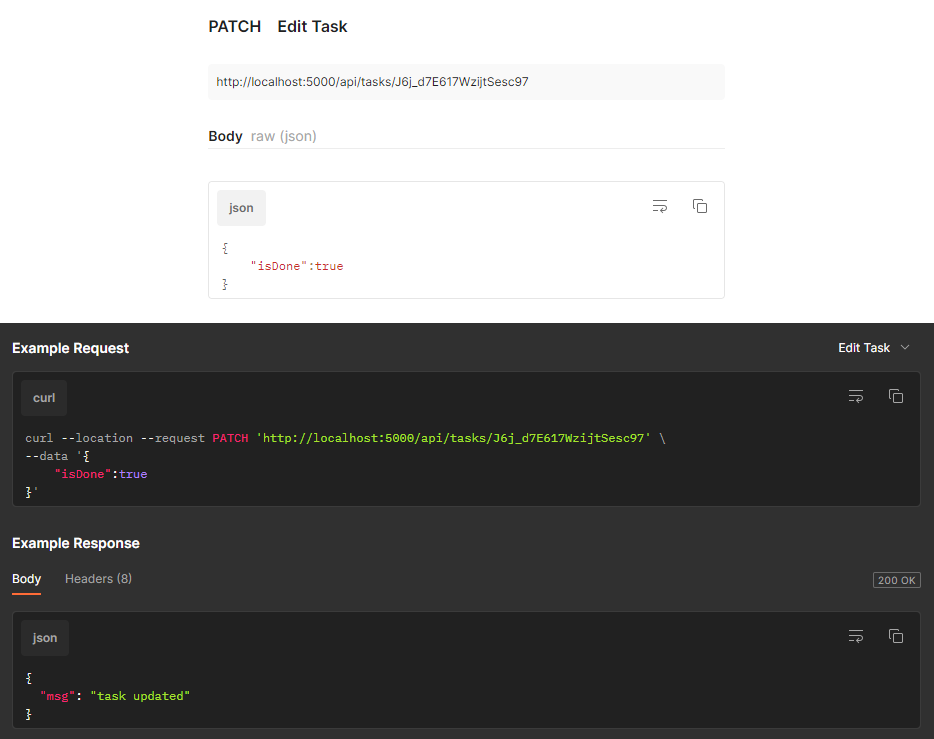 PATCH Edit Task
http://localhost:5000/api/tasks/J6j_d7E617WzijtSesc97
Body raw (json)
json
{
    "isDone":true
}
Example Request Edit Task
curl
curl --location --request PATCH 'http://localhost:5000/api/tasks/J6j_d7E617WzijtSesc97' \
--data '{
    "isDone":true
}'
Example Response
Body Headers (8) 200 OK
json
{
  "msg": "task updated"
}